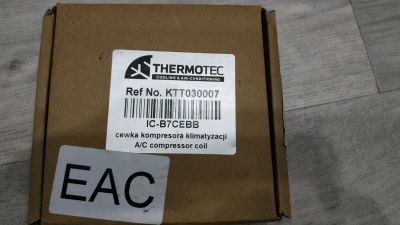 THERMOTEC
COOLING & AIR-CONDITIONING
Ref No. KTT030007
IC-B7CEBB
cewka kompresora klimatyzacji
A/C compressor coil
EAC